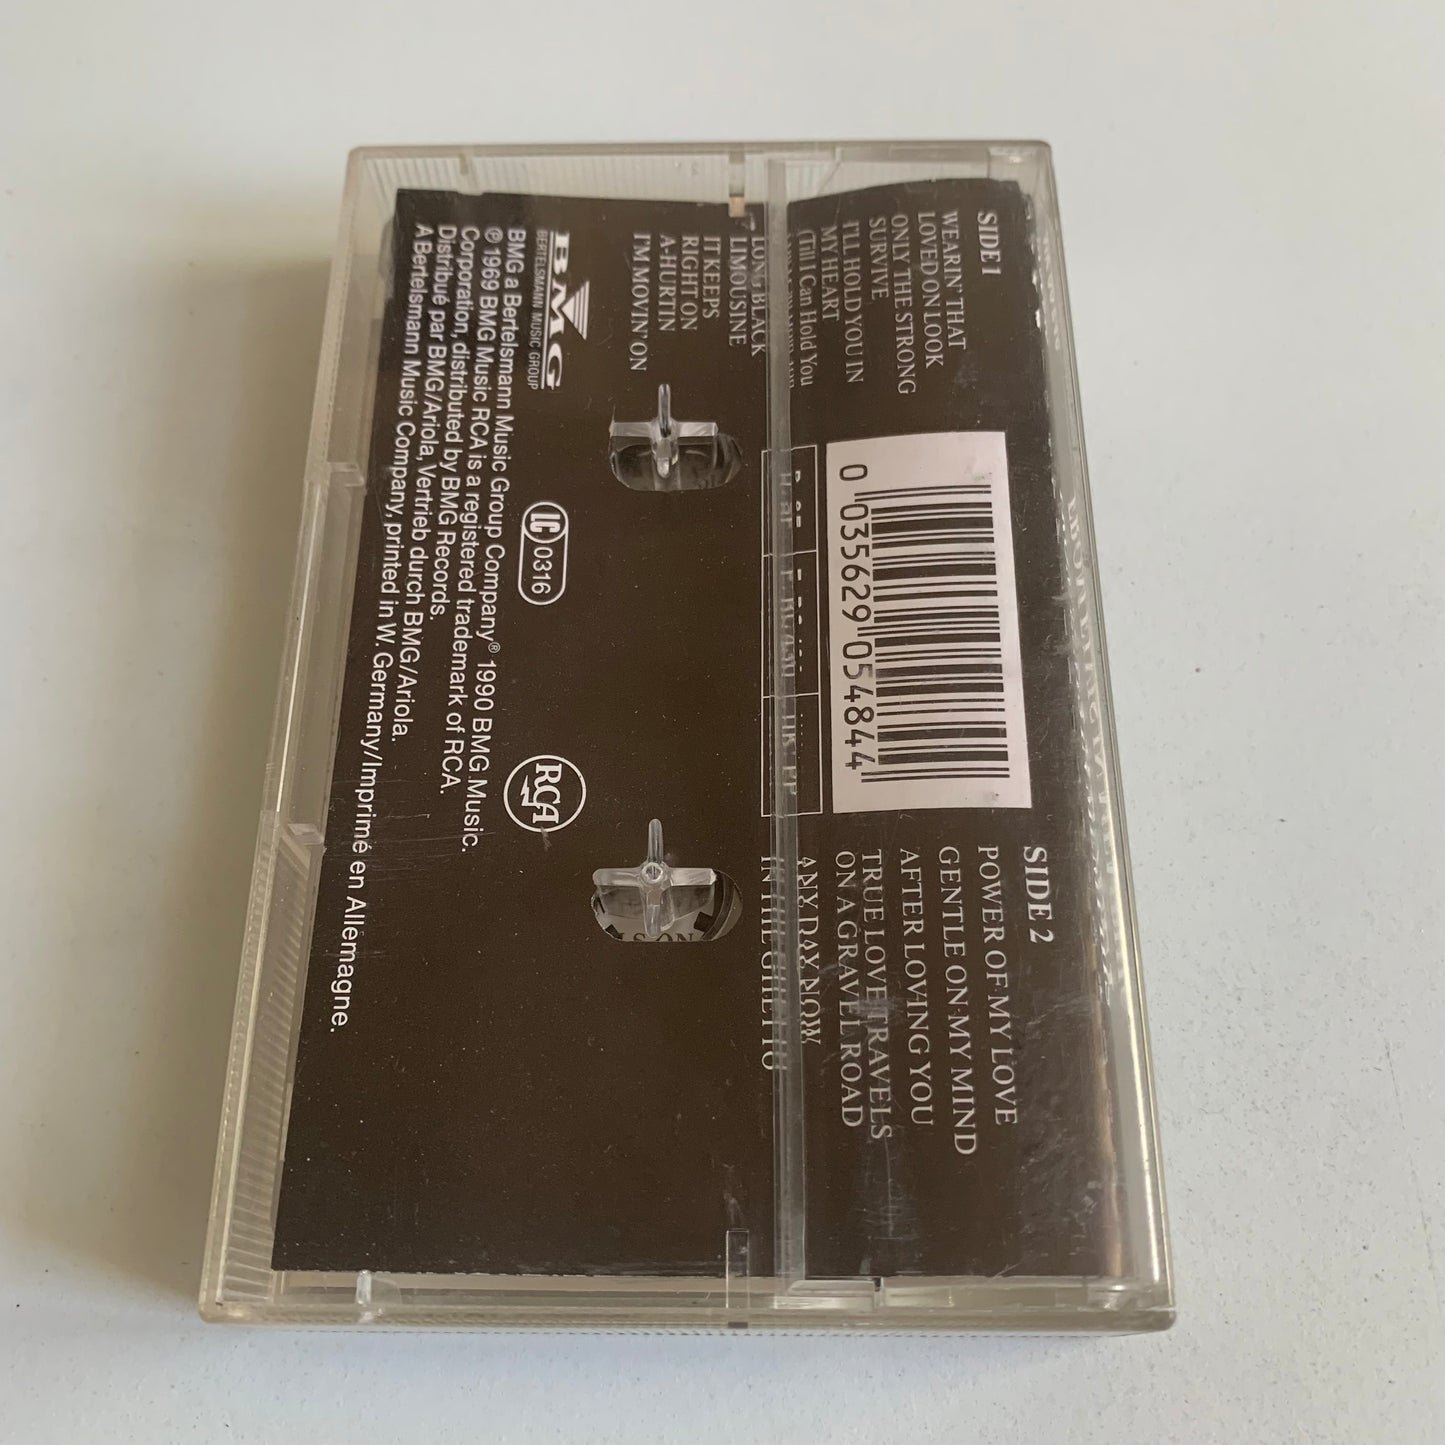 SIDE 1
WEARIN' THAT
LOVED ON LOOK
ONLY THE STRONG
SURVIVE
I'LL HOLD YOU IN
MY HEART
(Till I Can Hold You
LONG BLACK
LIMOUSINE
IT KEEPS
RIGHT ON
A-HURTIN
I'M MOVIN' ON
0 035629 054844
SIDE 2
POWER OF MY LOVE
GENTLE ON MY MIND
AFTER LOVING YOU
TRUE LOVE TRAVELS
ON A GRAVEL ROAD
ANY DAY NOW
IN THE GHETTO
BMG
BERTELSMANN MUSIC GROUP
LC 0316
RCA
BMG a Bertelsmann Music Group Company® 1990 BMG Music.
℗ 1969 BMG Music RCA is a registered trademark of RCA
Corporation, distributed by BMG Records.
Distribué par BMG/Ariola, Vertrieb durch BMG/Ariola.
A Bertelsmann Music Company, printed in W. Germany/Imprimé en Allemagne.